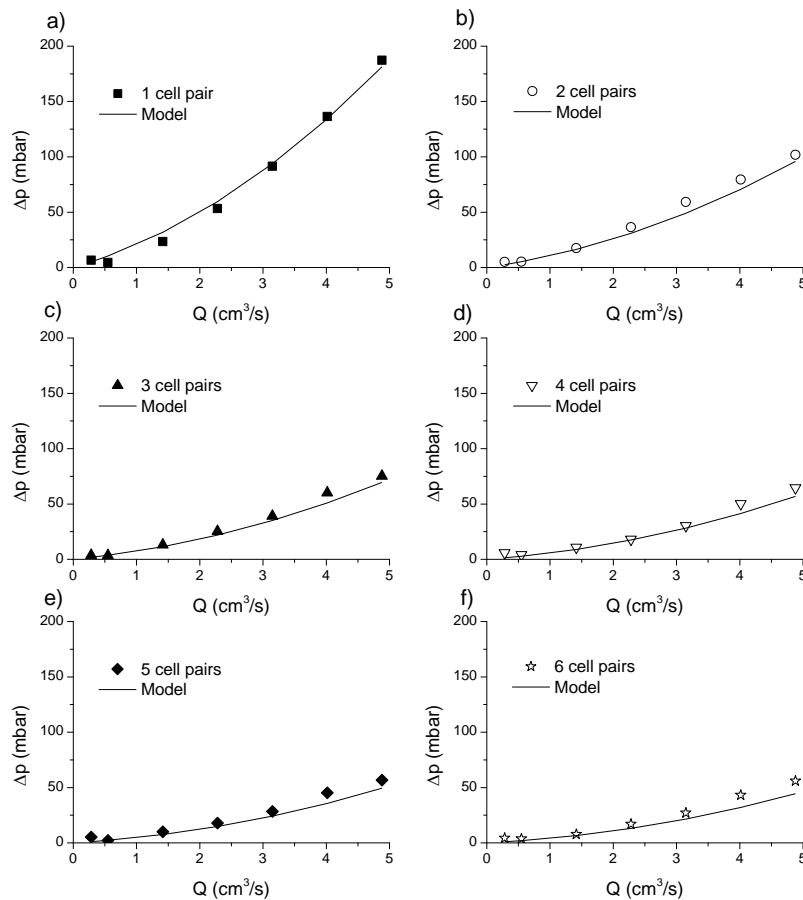 a)
200
150
100
50
0
Δp (mbar)
1 cell pair
Model
0 1 2 3 4 5
Q (cm³/s)
b)
200
150
100
50
0
Δp (mbar)
2 cell pairs
Model
0 1 2 3 4 5
Q (cm³/s)
c)
200
150
100
50
0
Δp (mbar)
3 cell pairs
Model
0 1 2 3 4 5
Q (cm³/s)
d)
200
150
100
50
0
Δp (mbar)
4 cell pairs
Model
0 1 2 3 4 5
Q (cm³/s)
e)
200
150
100
50
0
Δp (mbar)
5 cell pairs
Model
0 1 2 3 4 5
Q (cm³/s)
f)
200
150
100
50
0
Δp (mbar)
6 cell pairs
Model
0 1 2 3 4 5
Q (cm³/s)